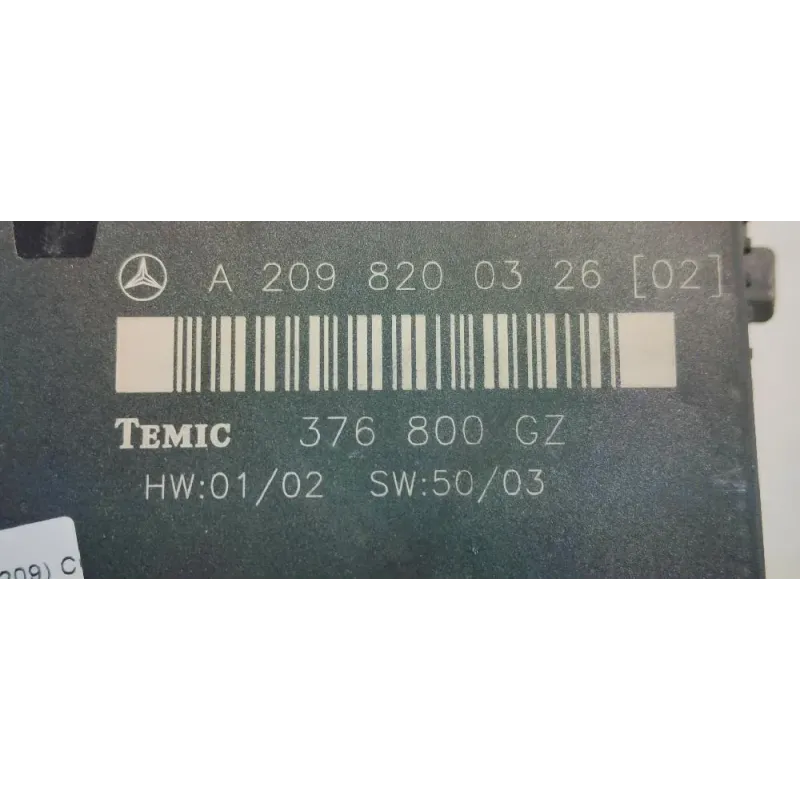 A 209 820 03 26 [02]
TEMIC 376 800 GZ
HW:01/02 SW:50/03
209) C